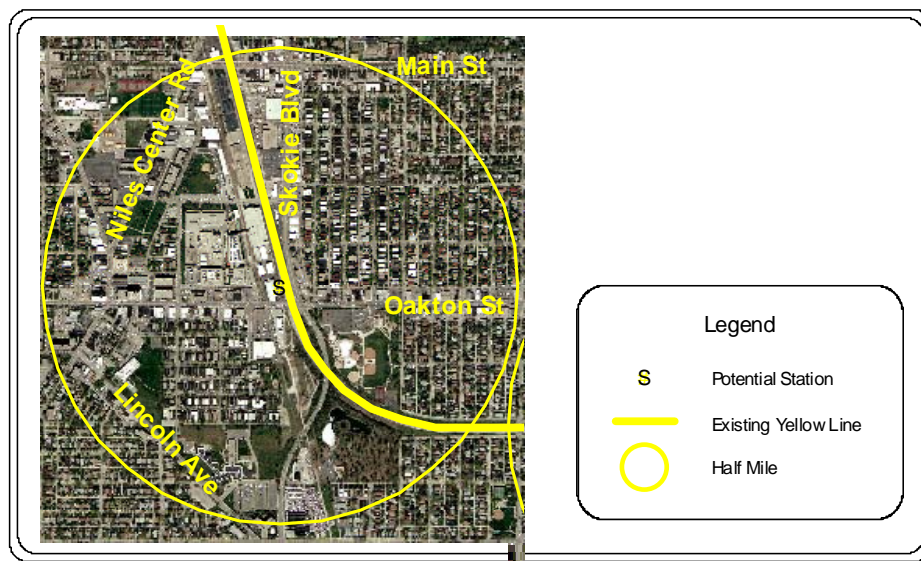 Main St
Niles Center Rd
Skokie Blvd
S
Oakton St
Lincoln Ave
Legend
S Potential Station
Existing Yellow Line
Half Mile